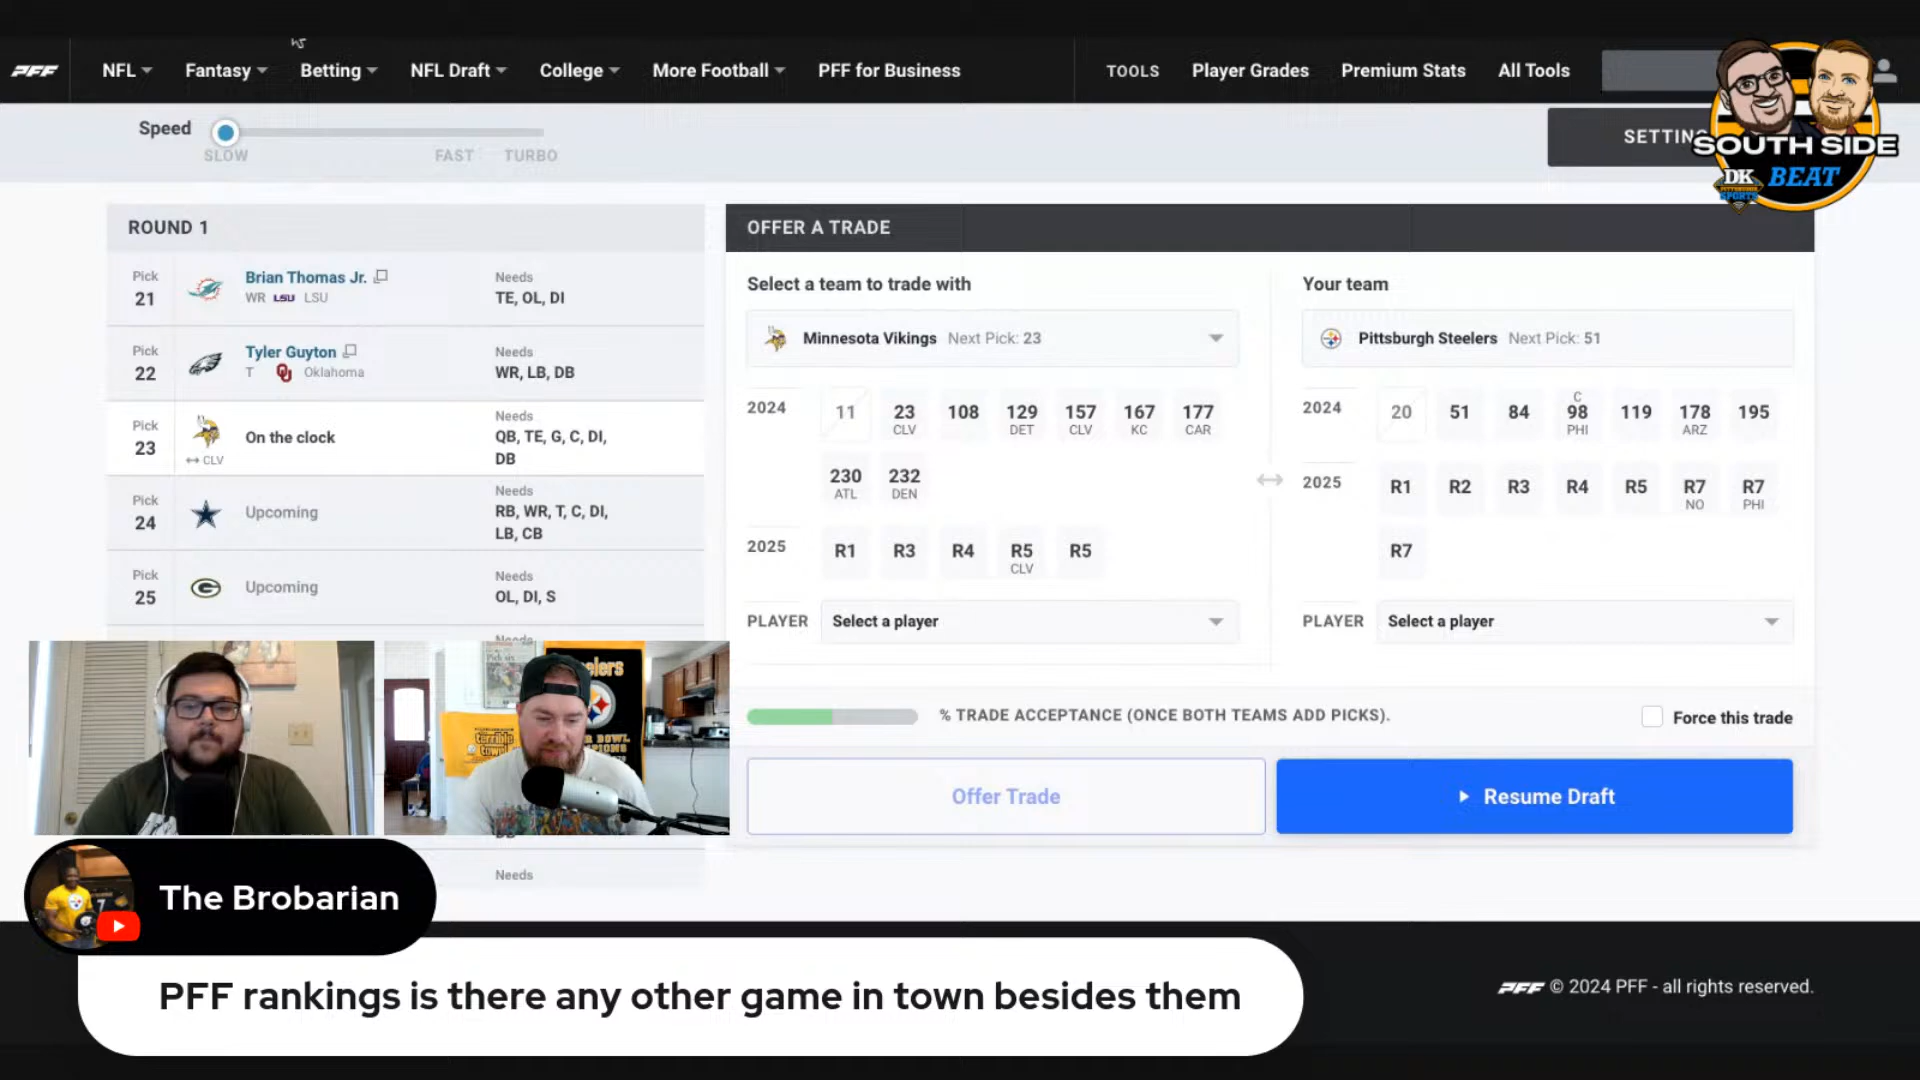 PFF
NFL
Fantasy
Betting
NFL Draft
College
More Football
PFF for Business
TOOLS
Player Grades
Premium Stats
All Tools
Speed
SLOW
FAST
TURBO
SETTING
SOUTH SIDE
BEAT
DK
PITTSBURGH
SPORTS
ROUND 1
Pick
21
Brian Thomas Jr.
WR LSU LSU
Needs
TE, OL, DI
Pick
22
Tyler Guyton
T OU Oklahoma
Needs
WR, LB, DB
Pick
23
↔ CLV
On the clock
Needs
QB, TE, G, C, DI,
DB
Pick
24
Upcoming
Needs
RB, WR, T, C, DI,
LB, CB
Pick
25
Upcoming
Needs
OL, DI, S
Needs
Needs
OFFER A TRADE
Select a team to trade with
Minnesota Vikings Next Pick: 23
2024
11
23
CLV
108
129
DET
157
CLV
167
KC
177
CAR
230
ATL
232
DEN
2025
R1
R3
R4
R5
CLV
R5
PLAYER
Select a player
Your team
Pittsburgh Steelers Next Pick: 51
2024
20
51
84
C
98
PHI
119
178
ARZ
195
2025
R1
R2
R3
R4
R5
R7
NO
R7
PHI
R7
PLAYER
Select a player
% TRADE ACCEPTANCE (ONCE BOTH TEAMS ADD PICKS).
Force this trade
Offer Trade
Resume Draft
The Brobarian
PFF rankings is there any other game in town besides them
PFF © 2024 PFF - all rights reserved.